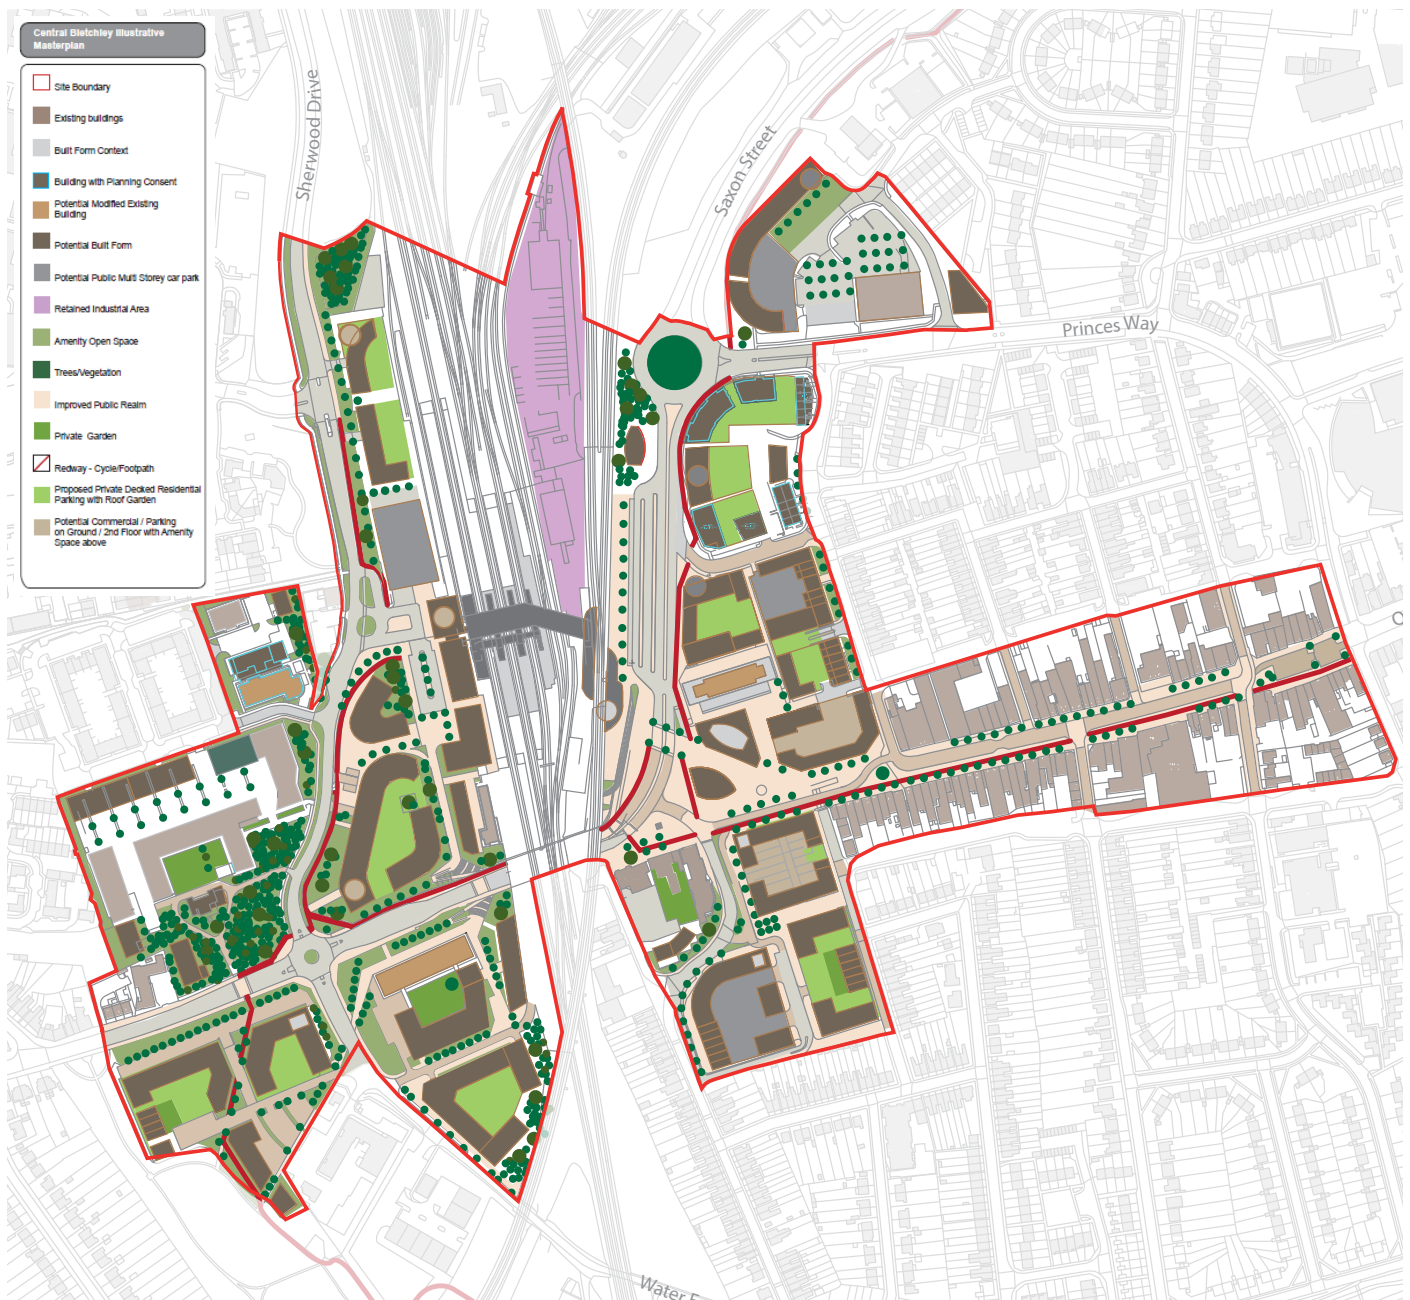 Central Bletchley Illustrative
Masterplan
Site Boundary
Existing buildings
Built Form Context
Building with Planning Consent
Potential Modified Existing
Building
Potential Built Form
Potential Public Multi Storey car park
Retained Industrial Area
Amenity Open Space
Trees/Vegetation
Improved Public Realm
Private Garden
Redway - Cycle/Footpath
Proposed Private Decked Residential
Parking with Roof Garden
Potential Commercial / Parking
on Ground / 2nd Floor with Amenity
Space above
Sherwood Drive
Saxon Street
Princes Way
Water